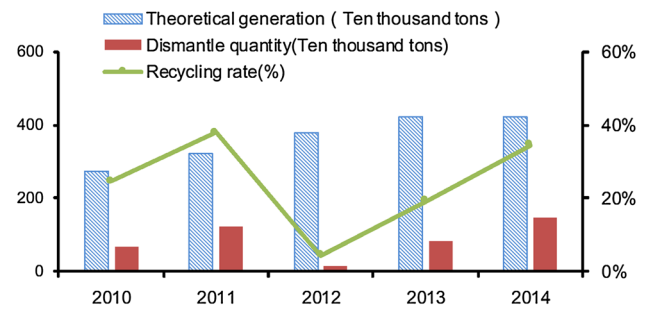 Theoretical generation ( Ten thousand tons )
Dismantle quantity(Ten thousand tons)
Recycling rate(%)
600 60%
400 40%
200 20%
0 0%
2010 2011 2012 2013 2014